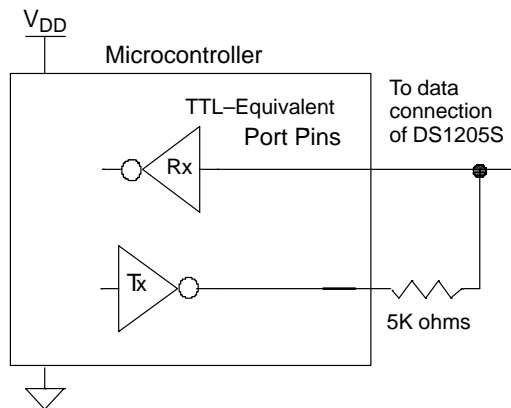 VDD
Microcontroller
TTL–Equivalent
Port Pins
To data
connection
of DS1205S
Rx
Tx
5K ohms